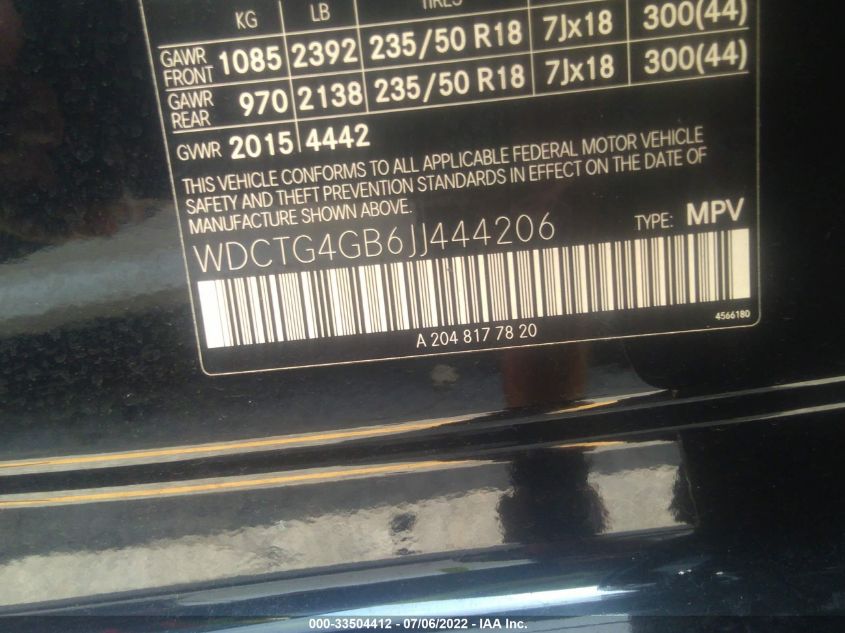 KG LB TIRES
GAWR FRONT 1085 2392 235/50 R18 7Jx18 300(44)
GAWR REAR 970 2138 235/50 R18 7Jx18 300(44)
GVWR 2015 4442
THIS VEHICLE CONFORMS TO ALL APPLICABLE FEDERAL MOTOR VEHICLE
SAFETY AND THEFT PREVENTION STANDARDS IN EFFECT ON THE DATE OF
MANUFACTURE SHOWN ABOVE.
WDCTG4GB6JJ444206 TYPE: MPV
4566180
A 204 817 78 20
000-33504412 - 07/06/2022 - IAA Inc.